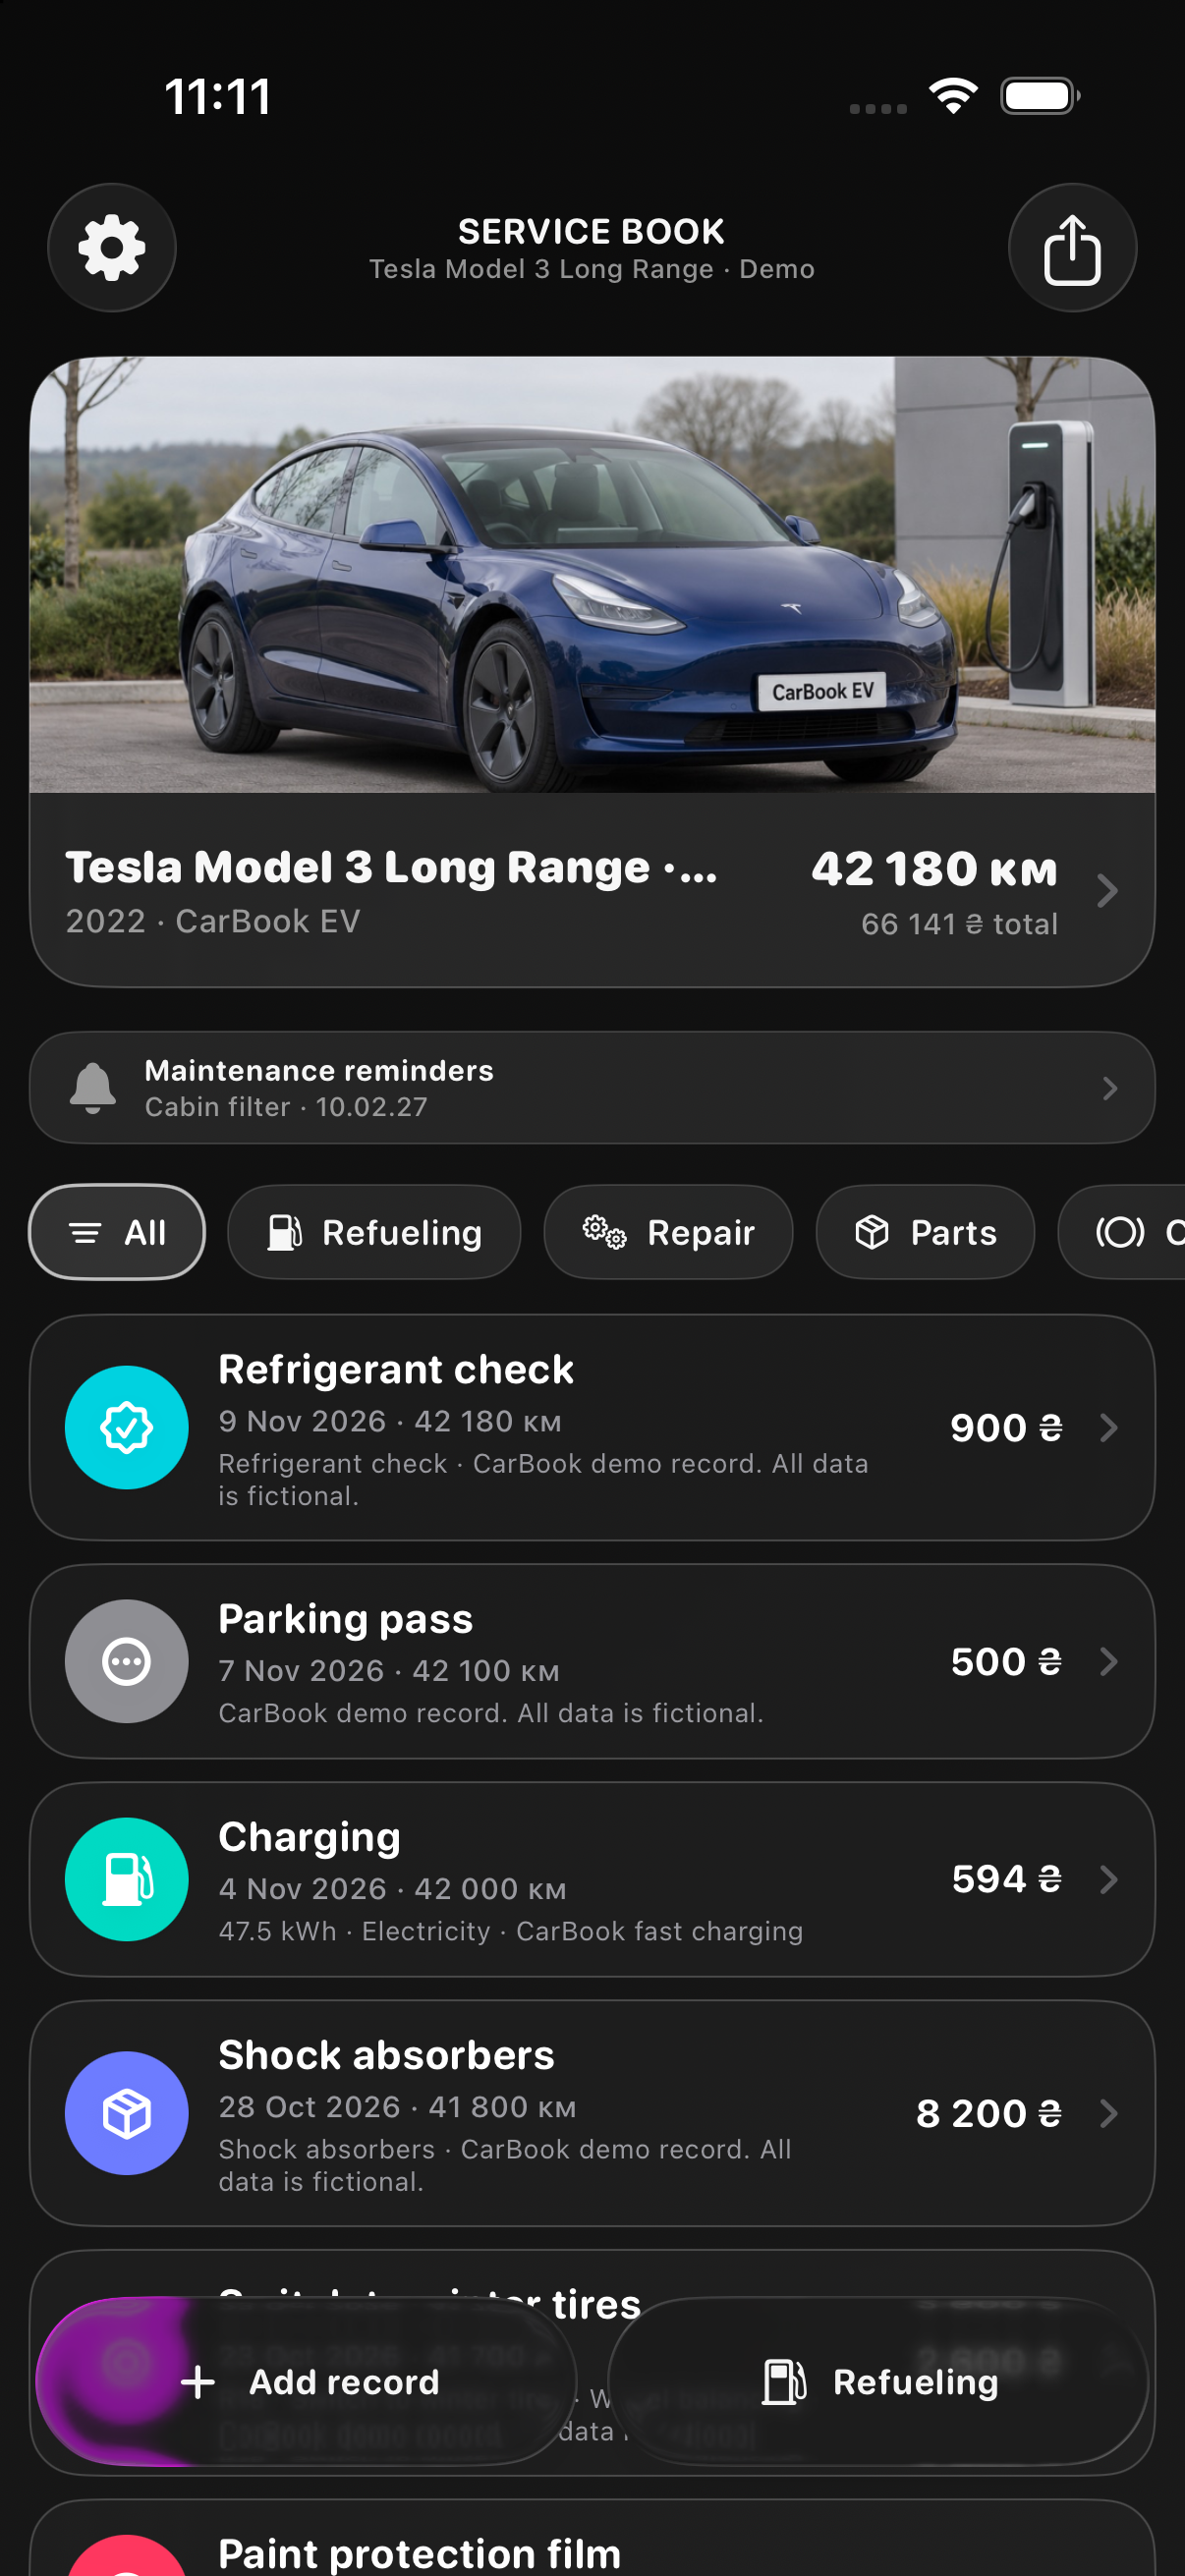 11:11
SERVICE BOOK
Tesla Model 3 Long Range · Demo
CarBook EV
Tesla Model 3 Long Range ·...
42 180 км
2022 · CarBook EV
66 141 ₴ total
Maintenance reminders
Cabin filter · 10.02.27
All
Refueling
Repair
Parts
Refrigerant check
9 Nov 2026 · 42 180 км
900 ₴
Refrigerant check · CarBook demo record. All data
is fictional.
Parking pass
7 Nov 2026 · 42 100 км
500 ₴
CarBook demo record. All data is fictional.
Charging
4 Nov 2026 · 42 000 км
594 ₴
47.5 kWh · Electricity · CarBook fast charging
Shock absorbers
28 Oct 2026 · 41 800 км
8 200 ₴
Shock absorbers · CarBook demo record. All
data is fictional.
tires
Add record
Refueling
data
Paint protection film